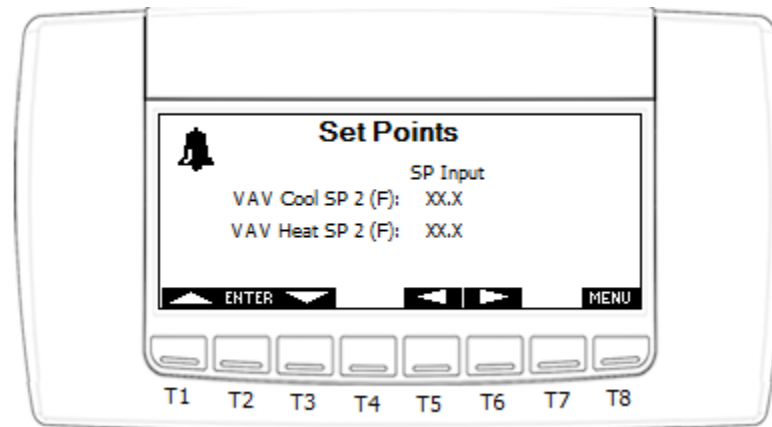 Set Points
SP Input
VAV Cool SP 2 (F): XX.X
VAV Heat SP 2 (F): XX.X
ENTER MENU
T1 T2 T3 T4 T5 T6 T7 T8